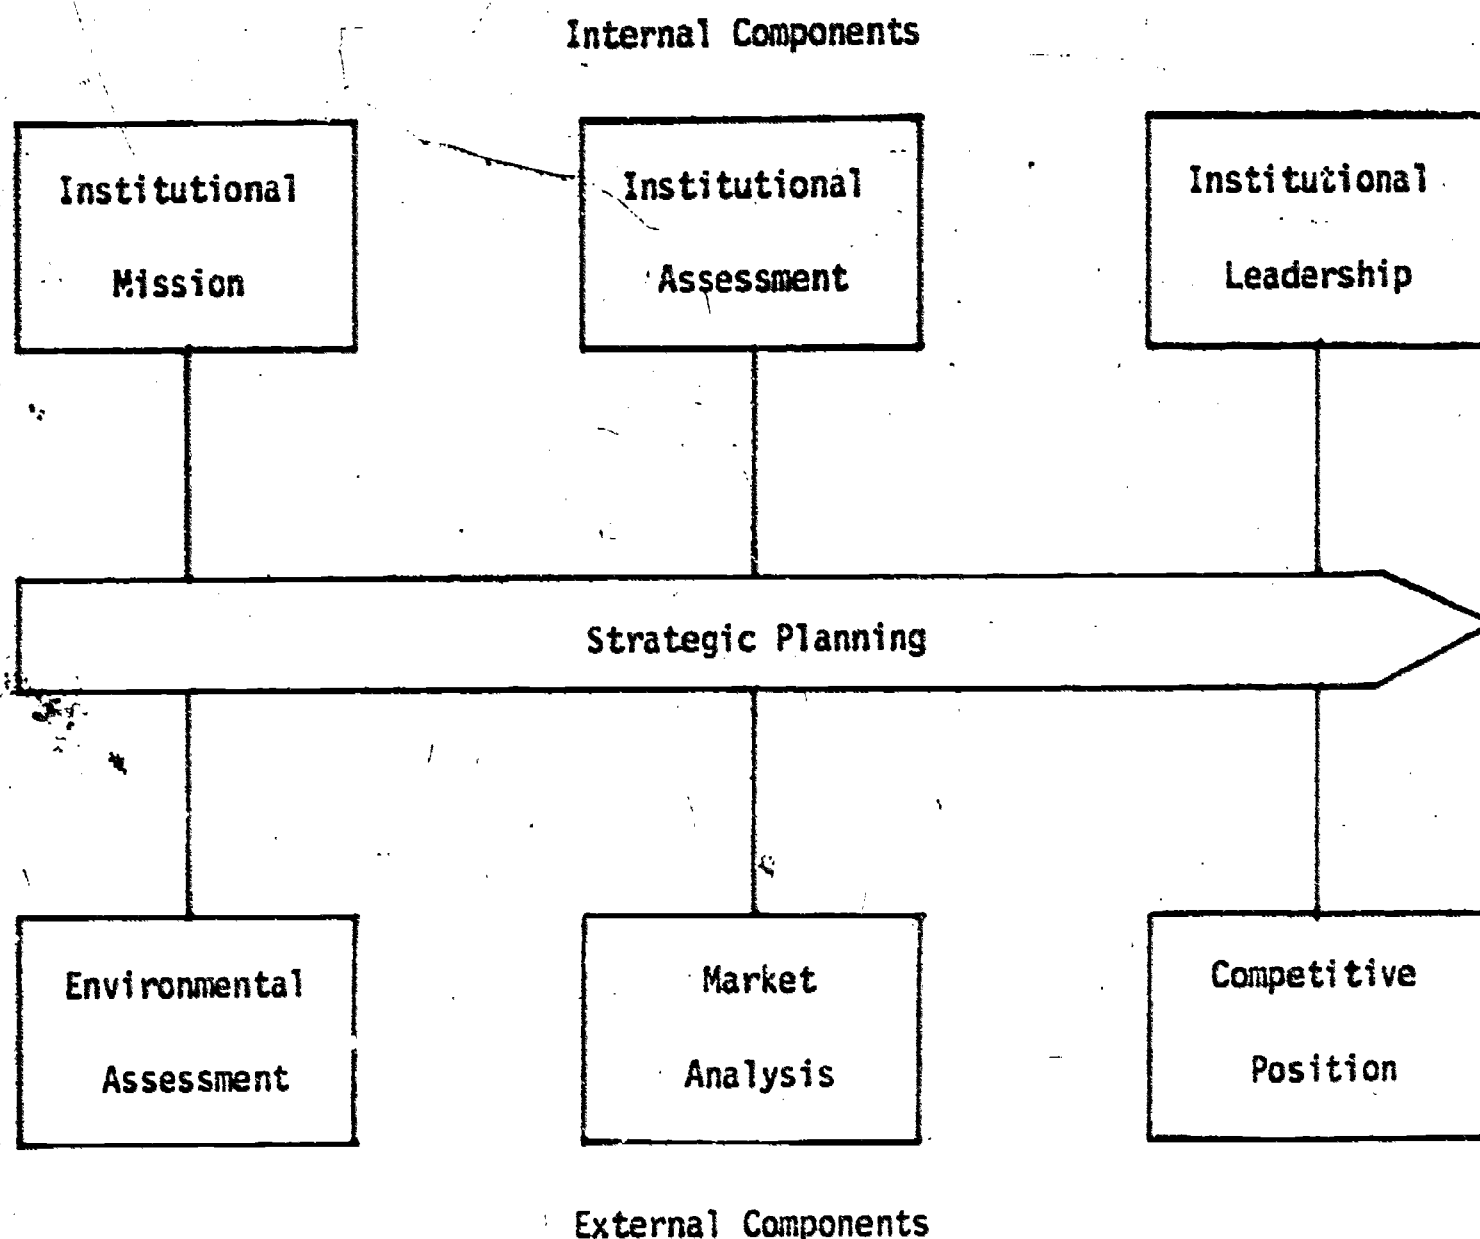 Internal Components
Institutional
Mission
Institutional
Assessment
Institutional
Leadership
Strategic Planning
Environmental
Assessment
Market
Analysis
Competitive
Position
External Components